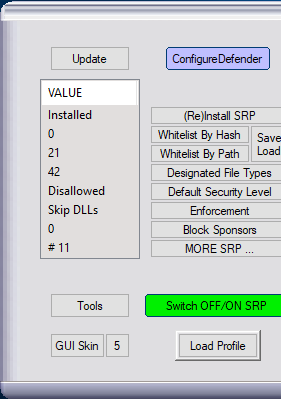 Update
ConfigureDefender
VALUE
Installed
0
21
42
Disallowed
Skip DLLs
0
# 11
(Re)Install SRP
Whitelist By Hash
Save
Load
Whitelist By Path
Designated File Types
Default Security Level
Enforcement
Block Sponsors
MORE SRP ...
Tools
Switch OFF/ON SRP
GUI Skin
5
Load Profile